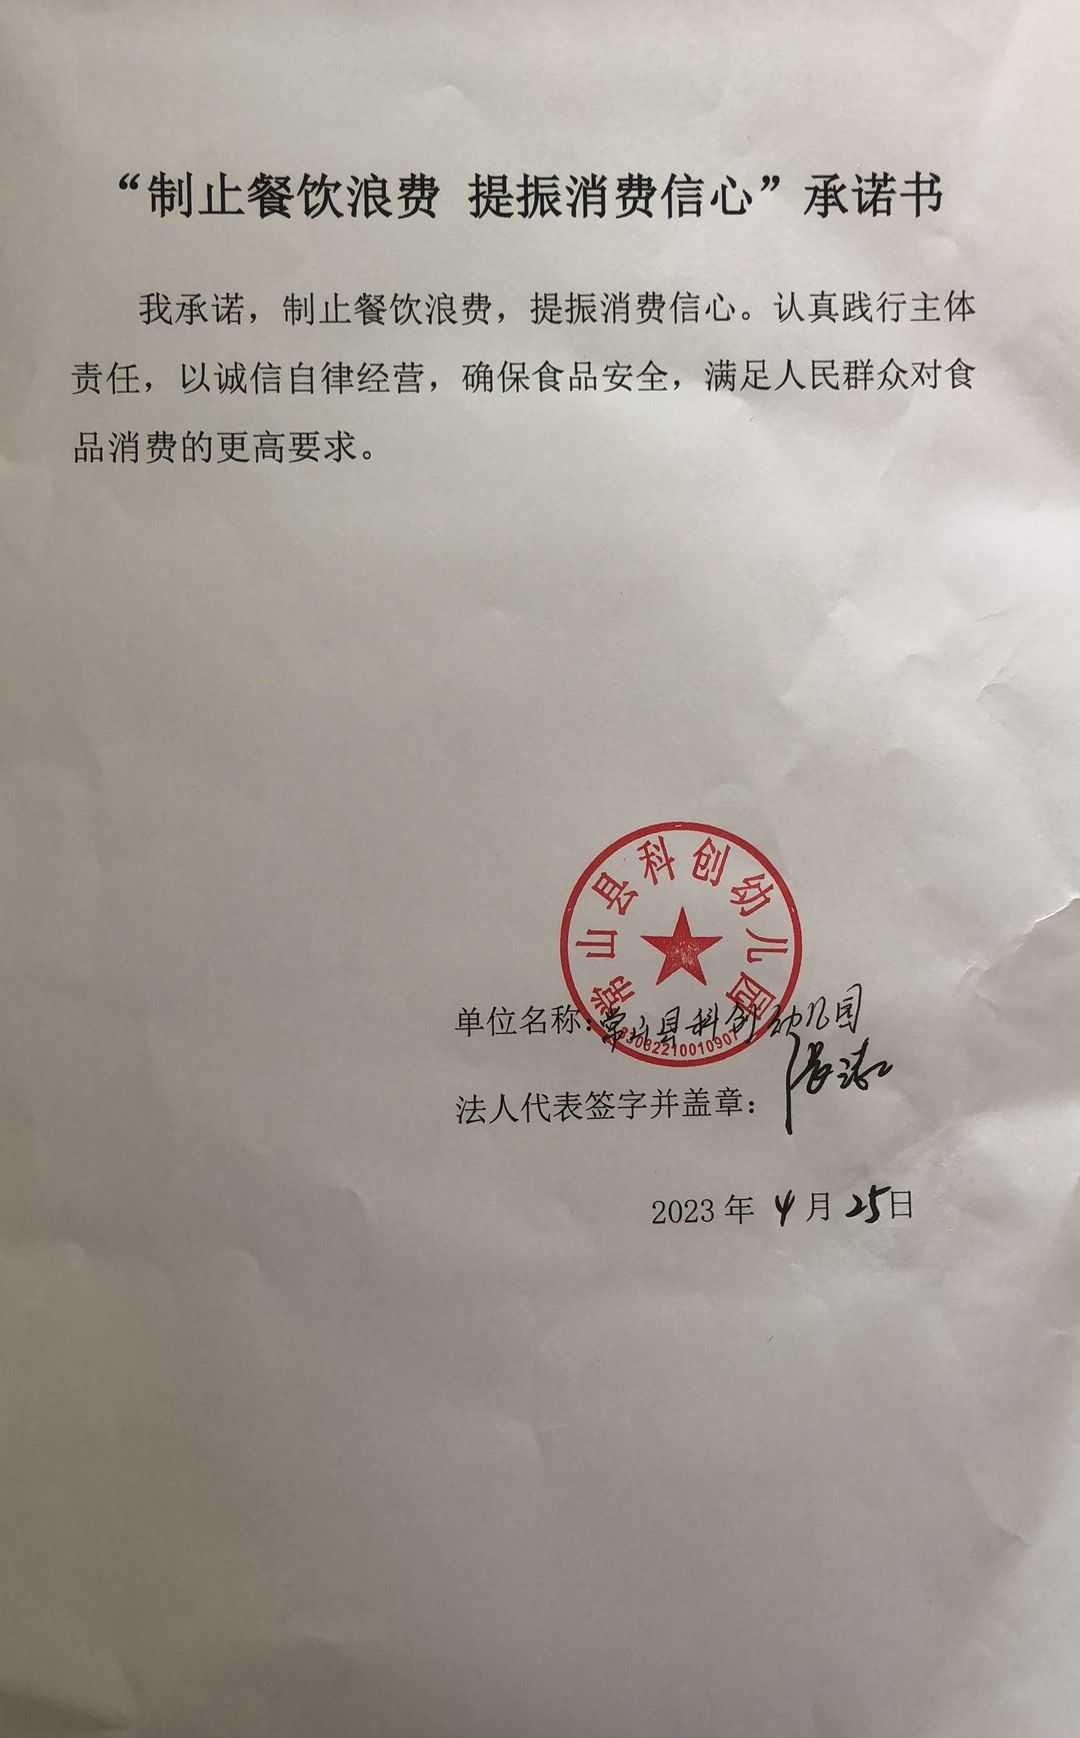 “制止餐饮浪费 提振消费信心”承诺书
我承诺，制止餐饮浪费，提振消费信心。认真践行主体
责任，以诚信自律经营，确保食品安全，满足人民群众对食
品消费的更高要求。
常山县科创幼儿园
单位名称：常山县科创幼儿园
33082210010907
法人代表签字并盖章：
2023 年 4 月 25 日